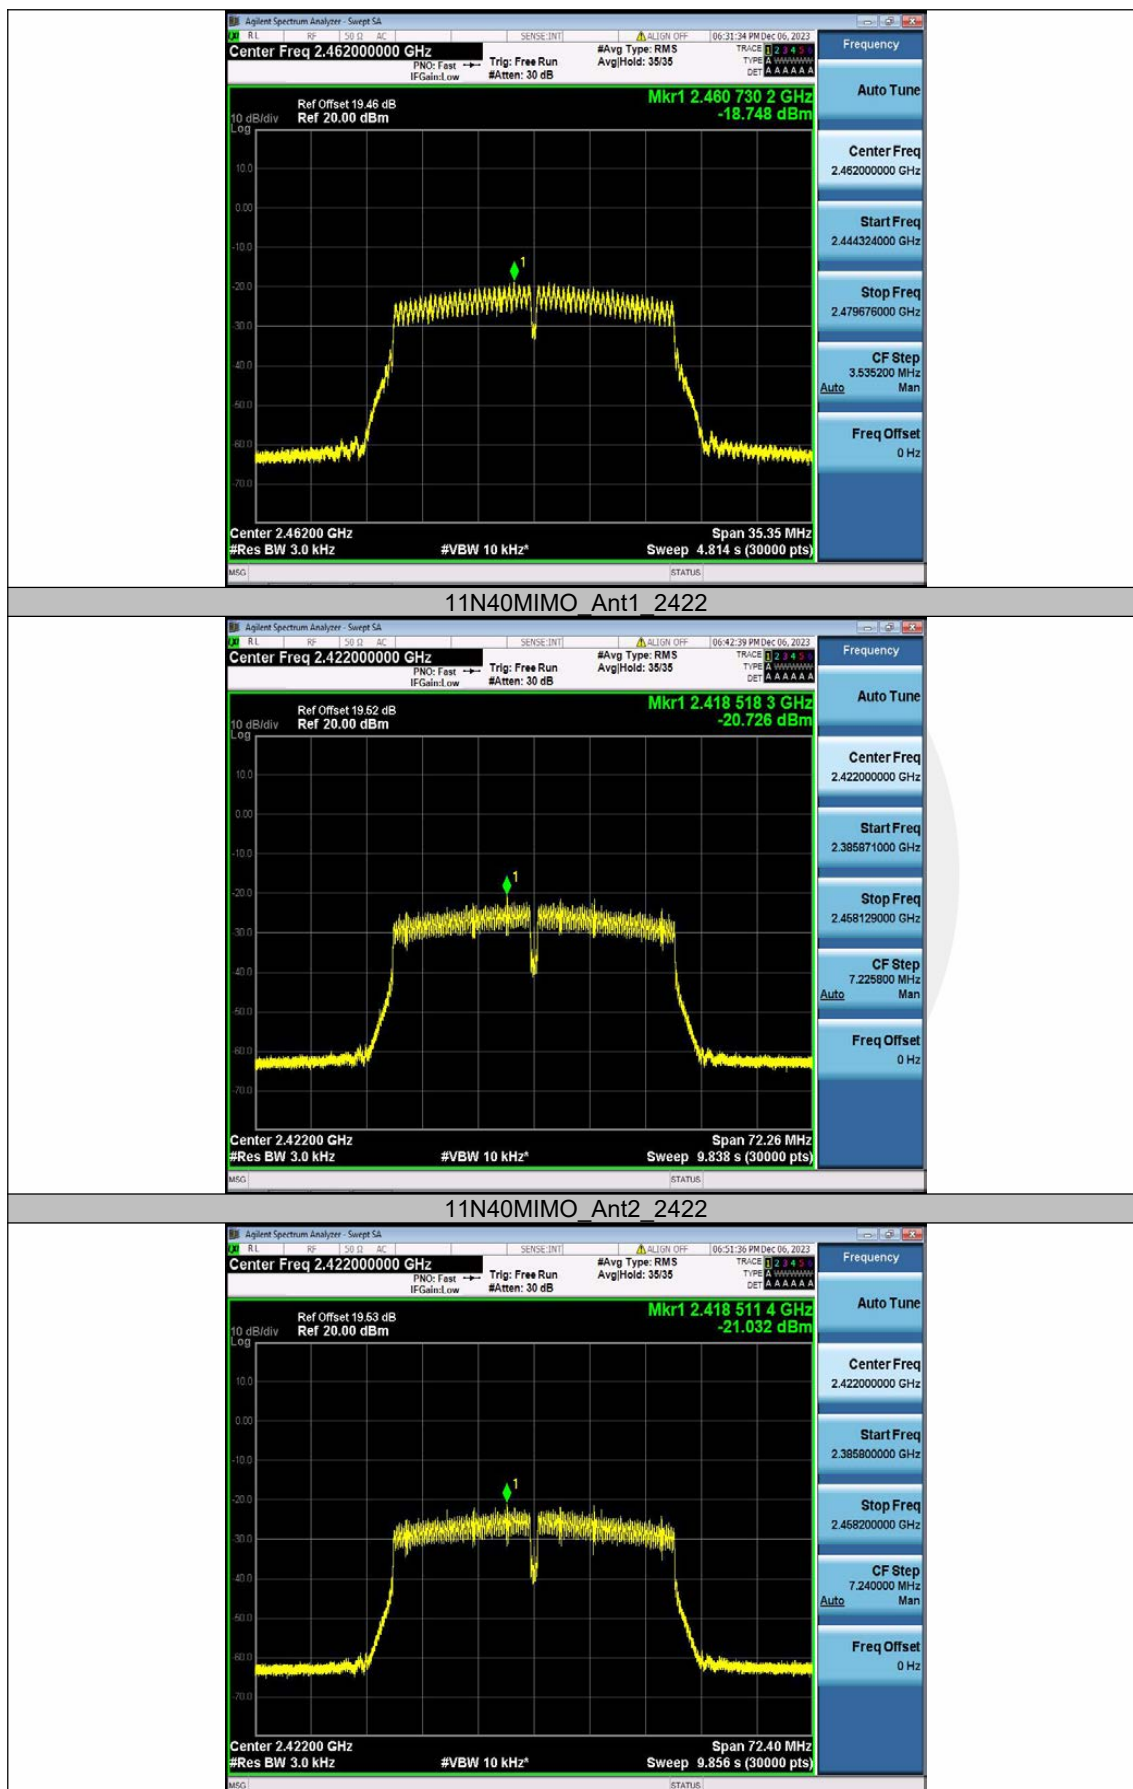 Agilent Spectrum Analyzer - Swept SA
RL RF 50 Ω AC SENSE:INT ALIGN OFF 06:31:34 PM Dec 06, 2023
Center Freq 2.462000000 GHz #Avg Type: RMS TRACE 1 2 3 4 5 6 Frequency
PNO: Fast Trig: Free Run Avg|Hold: 35/35 TYPE A WWWWW
IFGain:Low #Atten: 30 dB DET A A A A A A
Auto Tune
Ref Offset 19.46 dB Mkr1 2.460 730 2 GHz
10 dB/div Ref 20.00 dBm -18.748 dBm
Log
Center Freq
2.462000000 GHz
10.0
0.00
Start Freq
2.444324000 GHz
-10.0
1
-20.0
Stop Freq
2.479676000 GHz
-30.0
-40.0
CF Step
3.535200 MHz
Auto Man
-50.0
-60.0
Freq Offset
0 Hz
-70.0
Center 2.46200 GHz Span 35.35 MHz
#Res BW 3.0 kHz #VBW 10 kHz* Sweep 4.814 s (30000 pts)
MSG STATUS
11N40MIMO_Ant1_2422
Agilent Spectrum Analyzer - Swept SA
RL RF 50 Ω AC SENSE:INT ALIGN OFF 06:42:39 PM Dec 06, 2023
Center Freq 2.422000000 GHz #Avg Type: RMS TRACE 1 2 3 4 5 6 Frequency
PNO: Fast Trig: Free Run Avg|Hold: 35/35 TYPE A WWWWW
IFGain:Low #Atten: 30 dB DET A A A A A A
Auto Tune
Ref Offset 19.52 dB Mkr1 2.418 518 3 GHz
10 dB/div Ref 20.00 dBm -20.726 dBm
Log
Center Freq
2.422000000 GHz
10.0
0.00
Start Freq
2.385871000 GHz
-10.0
1
-20.0
Stop Freq
2.458129000 GHz
-30.0
-40.0
CF Step
7.225800 MHz
Auto Man
-50.0
-60.0
Freq Offset
0 Hz
-70.0
Center 2.42200 GHz Span 72.26 MHz
#Res BW 3.0 kHz #VBW 10 kHz* Sweep 9.838 s (30000 pts)
MSG STATUS
11N40MIMO_Ant2_2422
Agilent Spectrum Analyzer - Swept SA
RL RF 50 Ω AC SENSE:INT ALIGN OFF 06:51:36 PM Dec 06, 2023
Center Freq 2.422000000 GHz #Avg Type: RMS TRACE 1 2 3 4 5 6 Frequency
PNO: Fast Trig: Free Run Avg|Hold: 35/35 TYPE A WWWWW
IFGain:Low #Atten: 30 dB DET A A A A A A
Auto Tune
Ref Offset 19.53 dB Mkr1 2.418 511 4 GHz
10 dB/div Ref 20.00 dBm -21.032 dBm
Log
Center Freq
2.422000000 GHz
10.0
0.00
Start Freq
2.385800000 GHz
-10.0
1
-20.0
Stop Freq
2.458200000 GHz
-30.0
-40.0
CF Step
7.240000 MHz
Auto Man
-50.0
-60.0
Freq Offset
0 Hz
-70.0
Center 2.42200 GHz Span 72.40 MHz
#Res BW 3.0 kHz #VBW 10 kHz* Sweep 9.856 s (30000 pts)
MSG STATUS